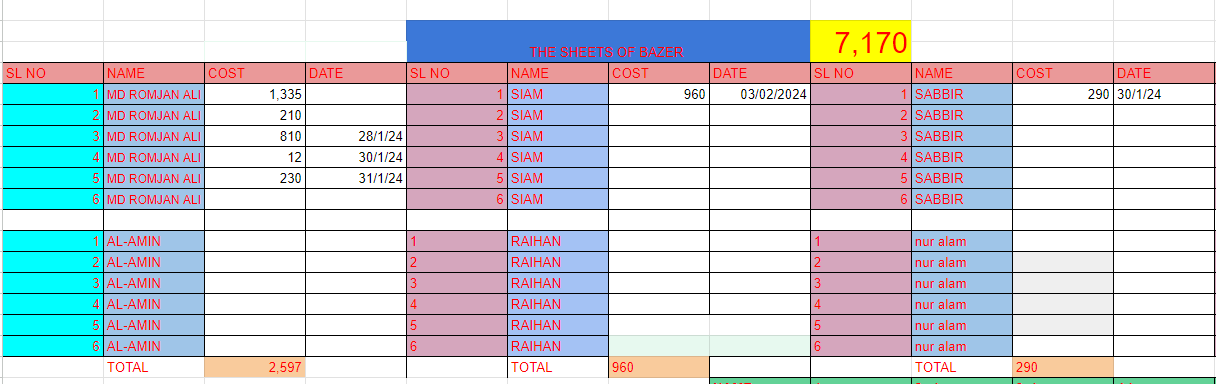 THE SHEETS OF BAZER 7,170
SL NO NAME COST DATE SL NO NAME COST DATE SL NO NAME COST DATE
1 MD ROMJAN ALI 1,335 1 SIAM 960 03/02/2024 1 SABBIR 290 30/1/24
2 MD ROMJAN ALI 210 2 SIAM 2 SABBIR
3 MD ROMJAN ALI 810 28/1/24 3 SIAM 3 SABBIR
4 MD ROMJAN ALI 12 30/1/24 4 SIAM 4 SABBIR
5 MD ROMJAN ALI 230 31/1/24 5 SIAM 5 SABBIR
6 MD ROMJAN ALI 6 SIAM 6 SABBIR
1 AL-AMIN 1 RAIHAN 1 nur alam
2 AL-AMIN 2 RAIHAN 2 nur alam
3 AL-AMIN 3 RAIHAN 3 nur alam
4 AL-AMIN 4 RAIHAN 4 nur alam
5 AL-AMIN 5 RAIHAN 5 nur alam
6 AL-AMIN 6 RAIHAN 6 nur alam
TOTAL 2,597 TOTAL 960 TOTAL 290